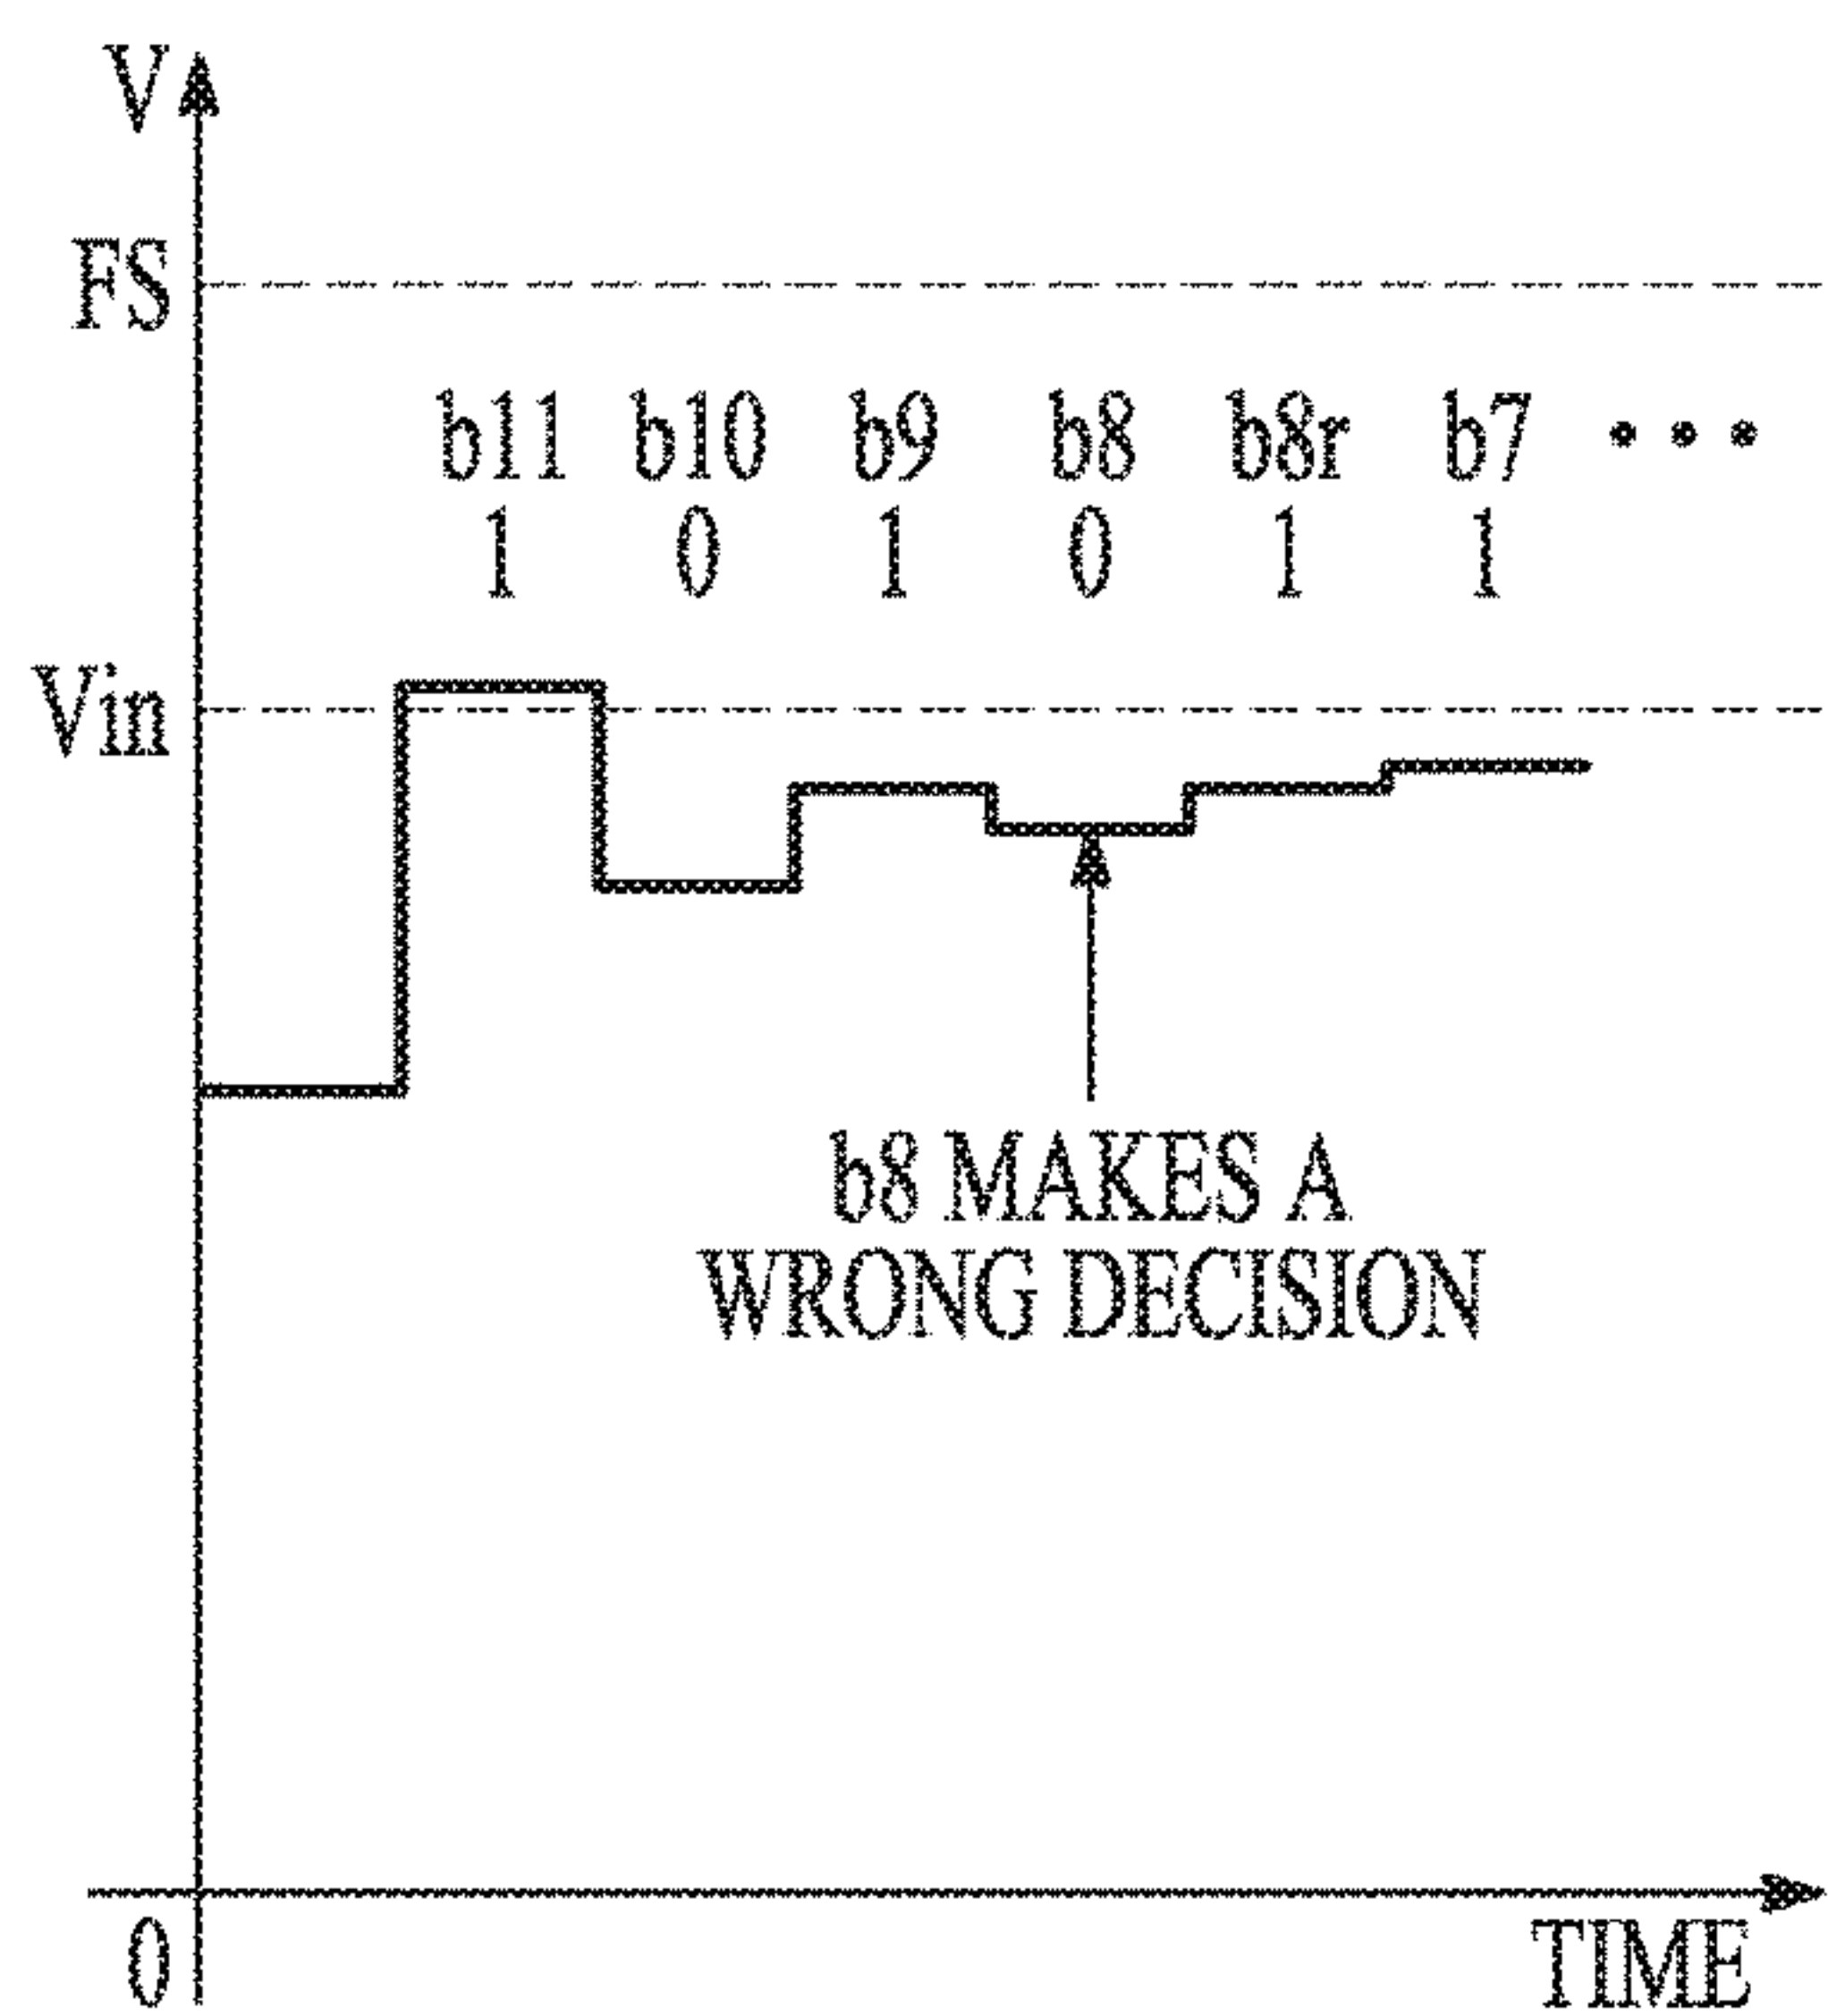 V
FS
b11 b10 b9 b8 b8r b7 •••
1 0 1 0 1 1
Vin
b8 MAKES A
WRONG DECISION
0 TIME